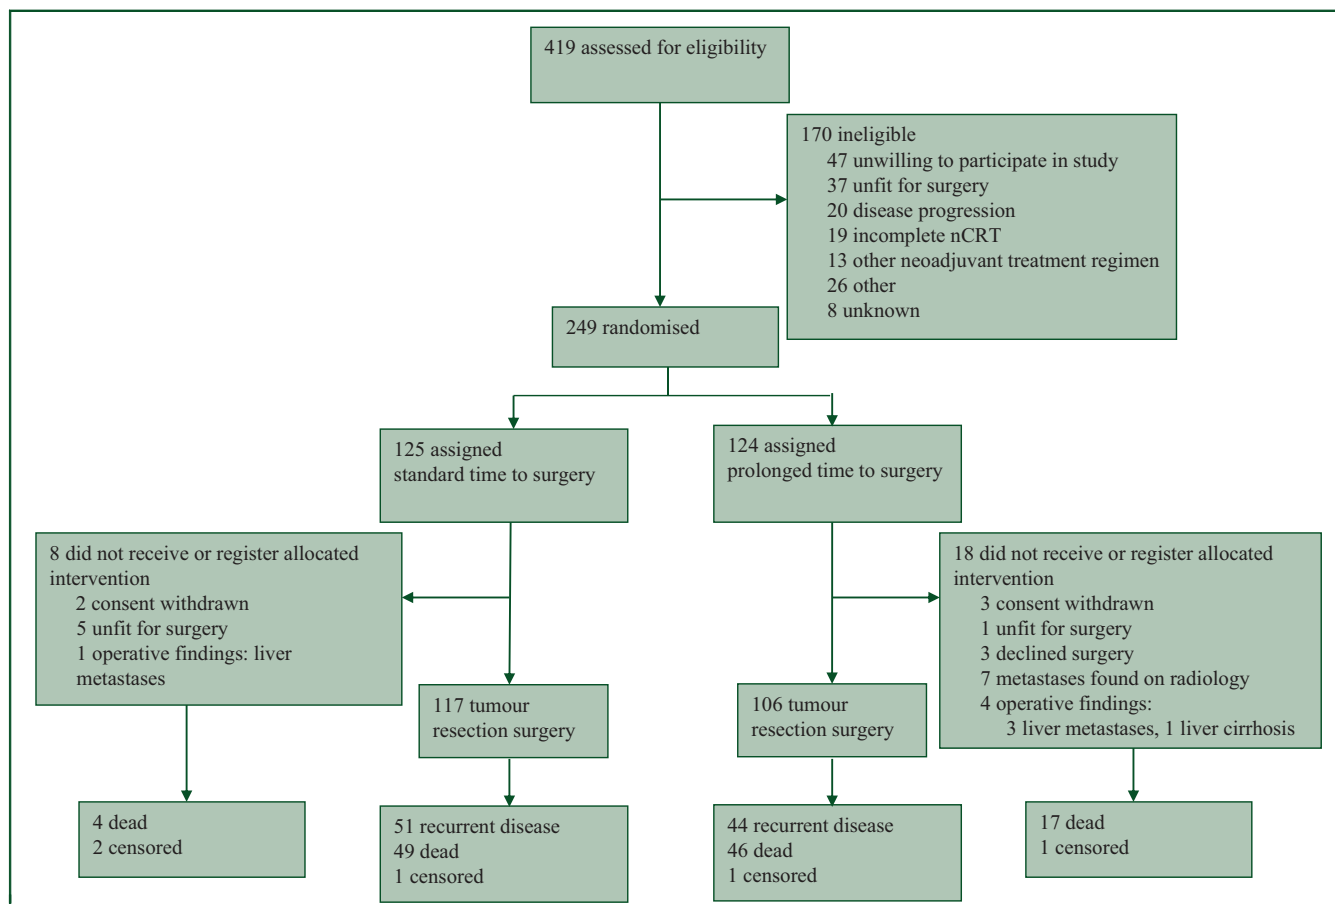 419 assessed for eligibility
170 ineligible
47 unwilling to participate in study
37 unfit for surgery
20 disease progression
19 incomplete nCRT
13 other neoadjuvant treatment regimen
26 other
8 unknown
249 randomised
125 assigned
standard time to surgery
124 assigned
prolonged time to surgery
8 did not receive or register allocated
intervention
2 consent withdrawn
5 unfit for surgery
1 operative findings: liver
metastases
18 did not receive or register allocated
intervention
3 consent withdrawn
1 unfit for surgery
3 declined surgery
7 metastases found on radiology
4 operative findings:
3 liver metastases, 1 liver cirrhosis
117 tumour
resection surgery
106 tumour
resection surgery
4 dead
2 censored
51 recurrent disease
49 dead
1 censored
44 recurrent disease
46 dead
1 censored
17 dead
1 censored